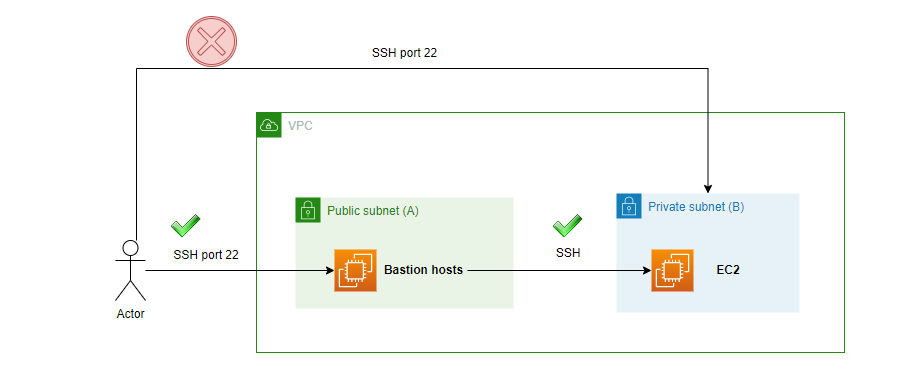 SSH port 22
VPC
Public subnet (A)
Private subnet (B)
SSH port 22
SSH
Bastion hosts
EC2
Actor